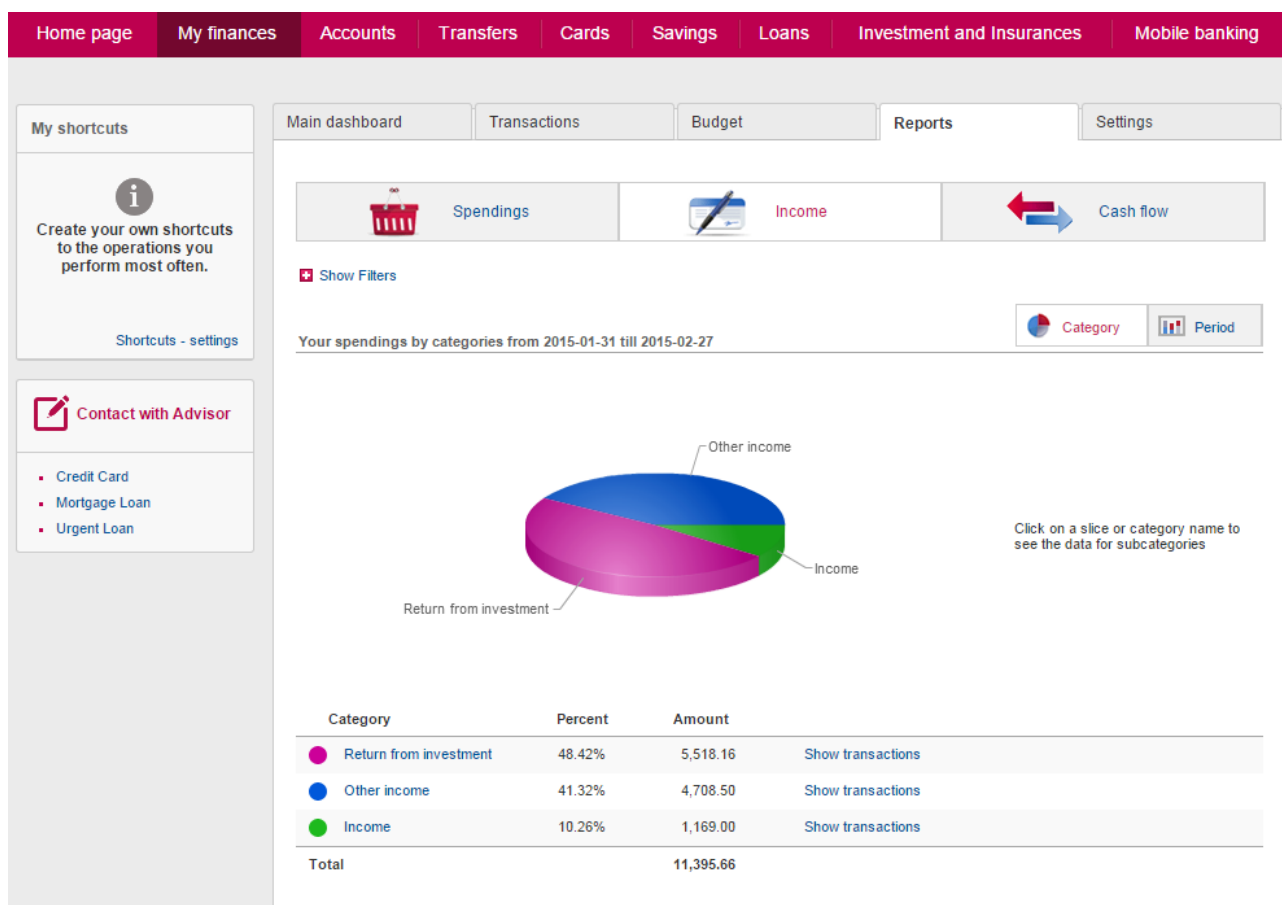 Home page My finances Accounts Transfers Cards Savings Loans Investment and Insurances Mobile banking
My shortcuts
Create your own shortcuts
to the operations you
perform most often.
Shortcuts - settings
Contact with Advisor
Credit Card
Mortgage Loan
Urgent Loan
Main dashboard Transactions Budget Reports Settings
Spendings Income Cash flow
Show Filters
Category Period
Your spendings by categories from 2015-01-31 till 2015-02-27
Other income
Income
Return from investment
Click on a slice or category name to
see the data for subcategories
Category Percent Amount
Return from investment 48.42% 5,518.16 Show transactions
Other income 41.32% 4,708.50 Show transactions
Income 10.26% 1,169.00 Show transactions
Total 11,395.66